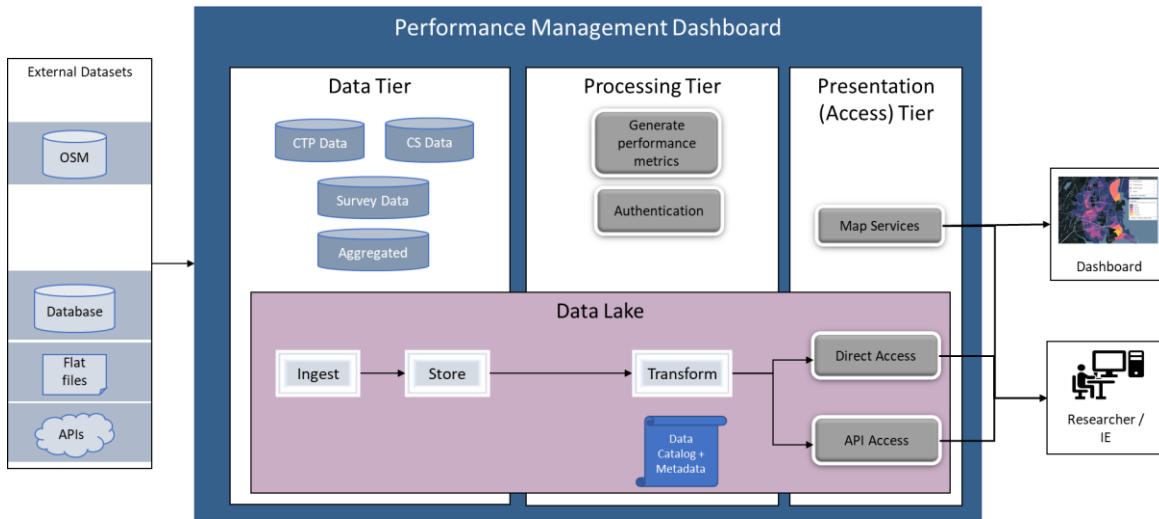 Performance Management Dashboard
External Datasets
OSM
Database
Flat
files
APIs
Data Tier
CTP Data
CS Data
Survey Data
Aggregated
Processing Tier
Generate
performance
metrics
Authentication
Presentation
(Access) Tier
Map Services
Data Lake
Ingest
Store
Transform
Data
Catalog +
Metadata
Direct Access
API Access
Dashboard
Researcher /
IE